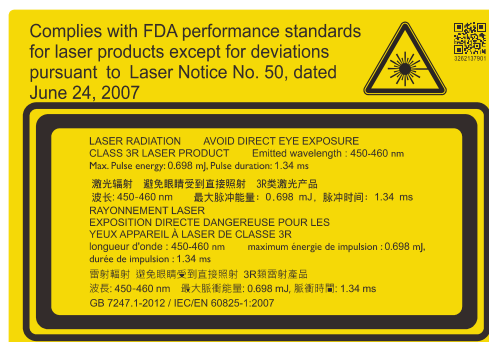 Complies with FDA performance standards
for laser products except for deviations
pursuant to Laser Notice No. 50, dated
June 24, 2007
3262137901
LASER RADIATION AVOID DIRECT EYE EXPOSURE
CLASS 3R LASER PRODUCT Emitted wavelength : 450-460 nm
Max. Pulse energy: 0.698 mJ, Pulse duration: 1.34 ms
激光辐射 避免眼睛受到直接照射 3R类激光产品
波长: 450-460 nm 最大脉冲能量: 0.698 mJ, 脉冲时间: 1.34 ms
RAYONNEMENT LASER
EXPOSITION DIRECTE DANGEREUSE POUR LES
YEUX APPAREIL À LASER DE CLASSE 3R
longueur d'onde : 450-460 nm maximum énergie de impulsion : 0.698 mJ,
durée de impulsion : 1.34 ms
雷射輻射 避免眼睛受到直接照射 3R類雷射產品
波長: 450-460 nm 最大脈衝能量: 0.698 mJ, 脈衝時間: 1.34 ms
GB 7247.1-2012 / IEC/EN 60825-1:2007